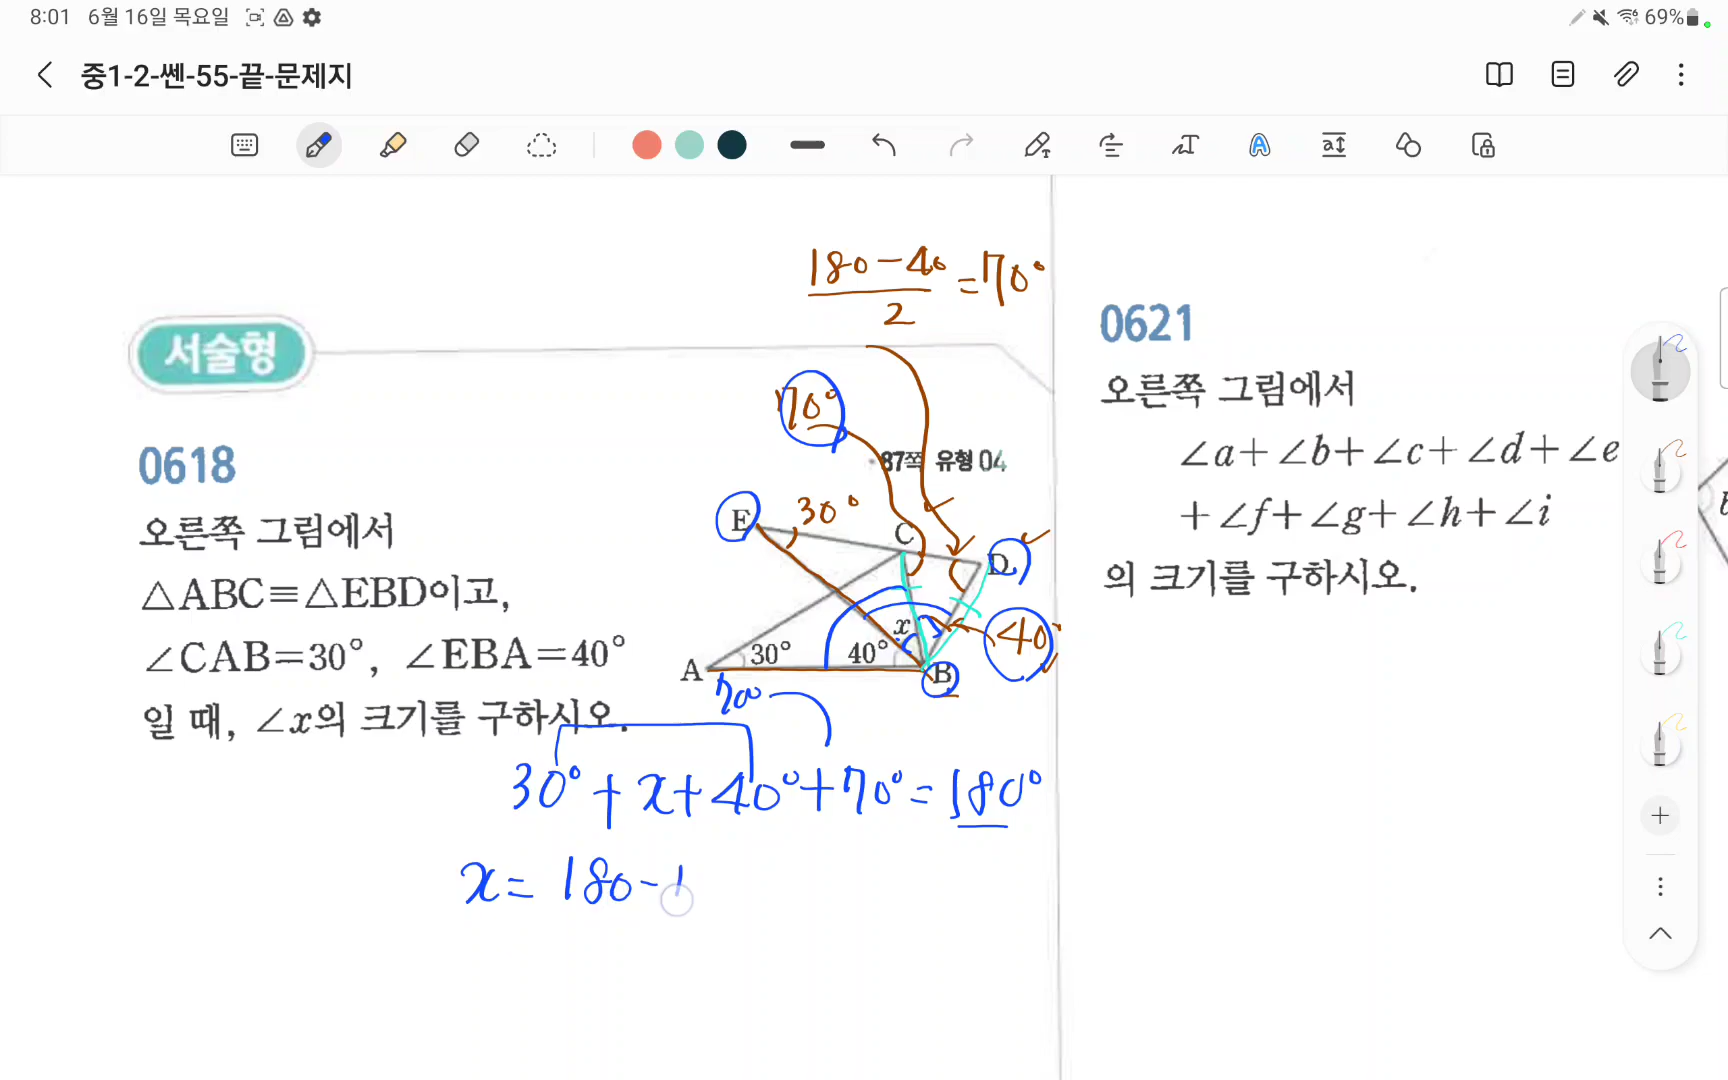 8:01 6월 16일 목요일
69%
중1-2-쎈-55-끝-문제지
서술형
180-40
2
=70°
70°
87쪽 유형 04
0618
오른쪽 그림에서
△ABC≡△EBD이고,
∠CAB=30°, ∠EBA=40°
일 때, ∠x의 크기를 구하시오.
E 30° C D
x 40°
A 30° 40° B
70°
30°+x+40°+70°=180°
x=180-1
0621
오른쪽 그림에서
∠a+∠b+∠c+∠d+∠e
+∠f+∠g+∠h+∠i
의 크기를 구하시오.